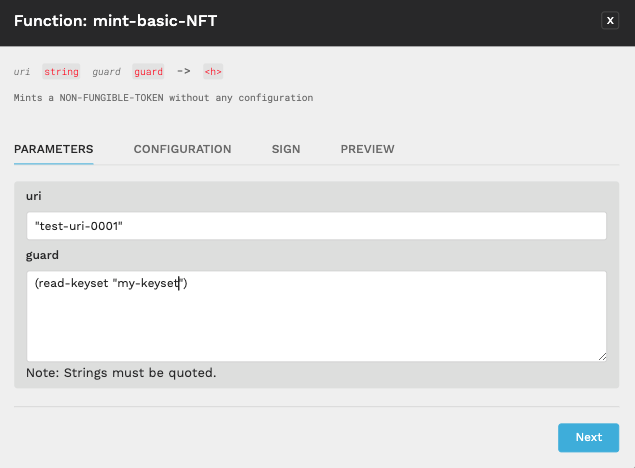 Function: mint-basic-NFT
X
uri string guard guard -> <h>
Mints a NON-FUNGIBLE-TOKEN without any configuration
PARAMETERS CONFIGURATION SIGN PREVIEW
uri
"test-uri-0001"
guard
(read-keyset "my-keyset")
Note: Strings must be quoted.
Next